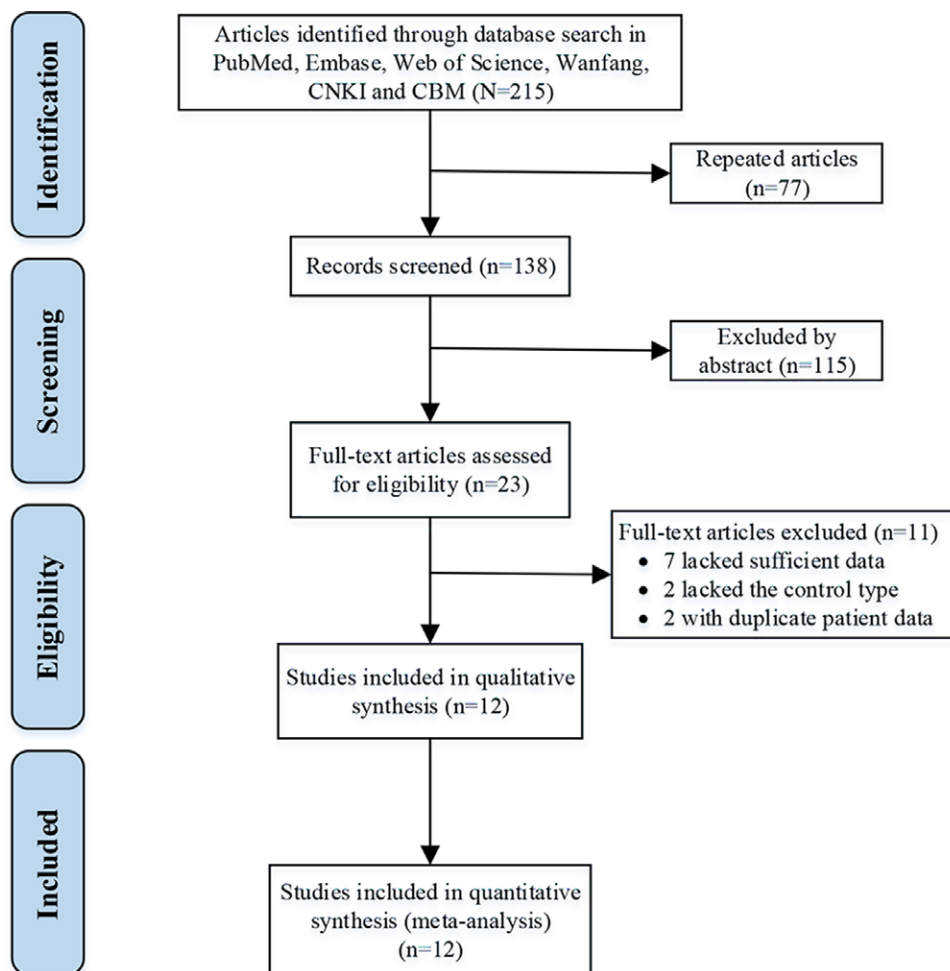 Identification
Articles identified through database search in
PubMed, Embase, Web of Science, Wanfang,
CNKI and CBM (N=215)
Repeated articles
(n=77)
Records screened (n=138)
Screening
Excluded by
abstract (n=115)
Full-text articles assessed
for eligibility (n=23)
Eligibility
Full-text articles excluded (n=11)
• 7 lacked sufficient data
• 2 lacked the control type
• 2 with duplicate patient data
Studies included in qualitative
synthesis (n=12)
Included
Studies included in quantitative
synthesis (meta-analysis)
(n=12)